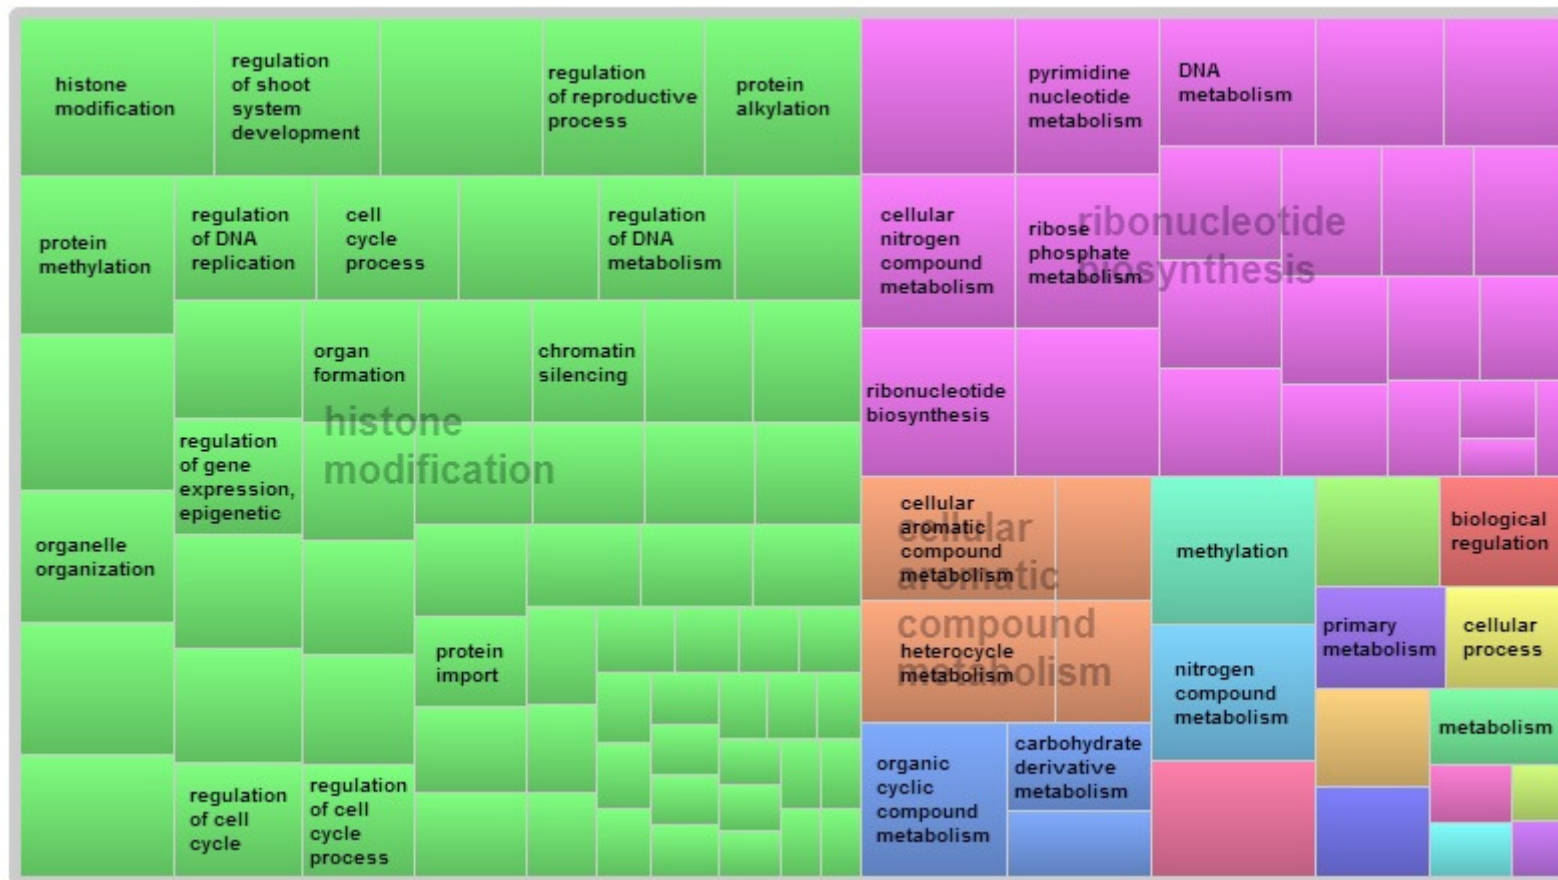 histone
modification
regulation
of shoot
system
development
regulation
of reproductive
process
protein
alkylation
pyrimidine
nucleotide
metabolism
DNA
metabolism
protein
methylation
regulation
of DNA
replication
cell
cycle
process
regulation
of DNA
metabolism
cellular
nitrogen
compound
metabolism
ribose
phosphate
metabolism
ribonucleotide
biosynthesis
organ
formation
chromatin
silencing
ribonucleotide
biosynthesis
histone
modification
regulation
of gene
expression,
epigenetic
organelle
organization
cellular
aromatic
compound
metabolism
cellular
aromatic
compound
metabolism
methylation
biological
regulation
protein
import
heterocycle
metabolism
nitrogen
compound
metabolism
primary
metabolism
cellular
process
metabolism
regulation
of cell
cycle
regulation
of cell
cycle
process
organic
cyclic
compound
metabolism
carbohydrate
derivative
metabolism